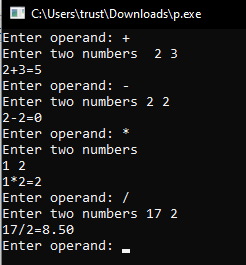 C:\Users\trust\Downloads\p.exe
Enter operand: +
Enter two numbers  2 3
2+3=5
Enter operand: -
Enter two numbers 2 2
2-2=0
Enter operand: *
Enter two numbers
1 2
1*2=2
Enter operand: /
Enter two numbers 17 2
17/2=8.50
Enter operand: